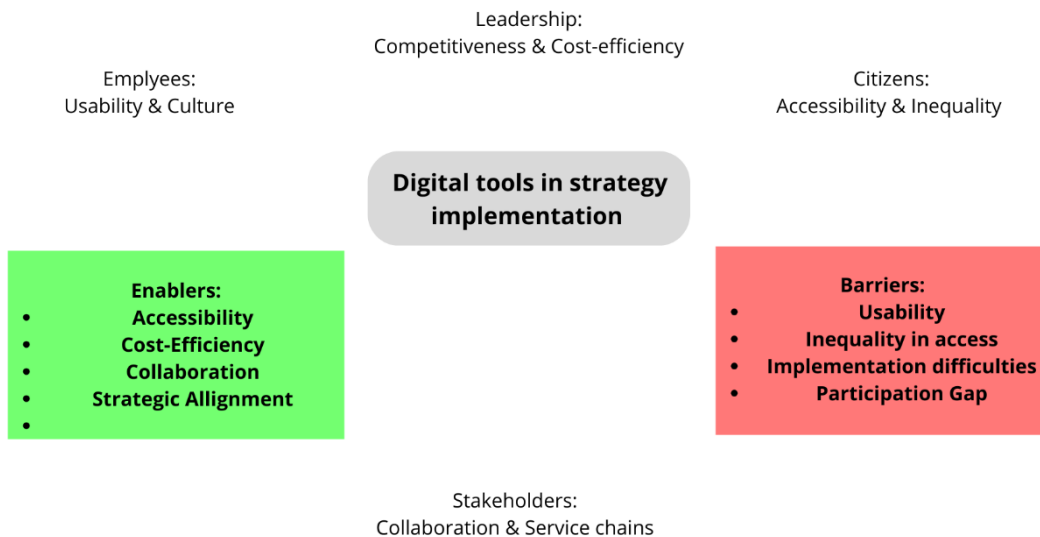 Leadership:
Competitiveness & Cost-efficiency
Emplyees:
Usability & Culture
Citizens:
Accessibility & Inequality
Digital tools in strategy
implementation
Enablers:
• Accessibility
• Cost-Efficiency
• Collaboration
• Strategic Allignment
•
Barriers:
• Usability
• Inequality in access
• Implementation difficulties
• Participation Gap
Stakeholders:
Collaboration & Service chains